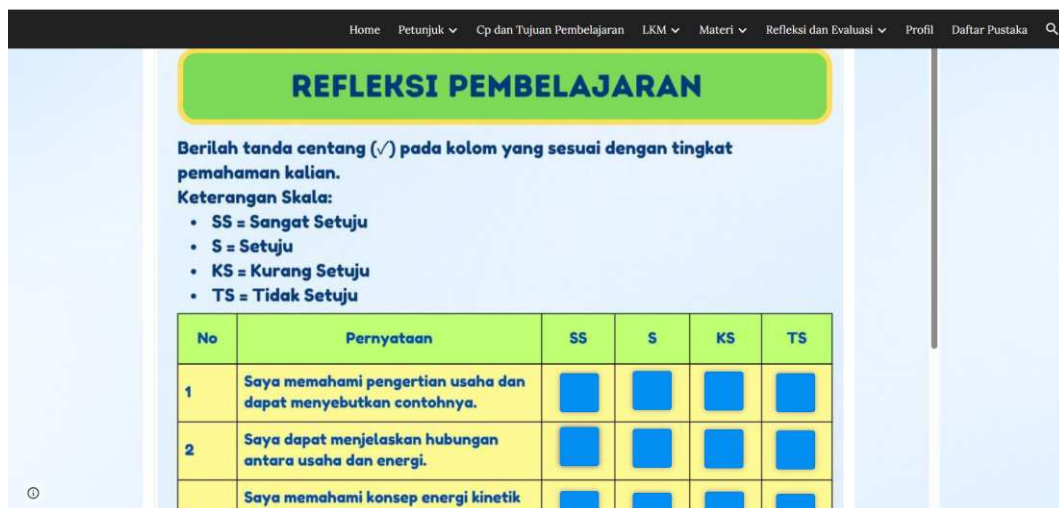 Home Petunjuk Cp dan Tujuan Pembelajaran LKM Materi Refleksi dan Evaluasi Profil Daftar Pustaka
REFLEKSI PEMBELAJARAN
Berilah tanda centang (✓) pada kolom yang sesuai dengan tingkat
pemahaman kalian.
Keterangan Skala:
• SS = Sangat Setuju
• S = Setuju
• KS = Kurang Setuju
• TS = Tidak Setuju
No Pernyataan SS S KS TS
1 Saya memahami pengertian usaha dan
dapat menyebutkan contohnya.
2 Saya dapat menjelaskan hubungan
antara usaha dan energi.
Saya memahami konsep energi kinetik